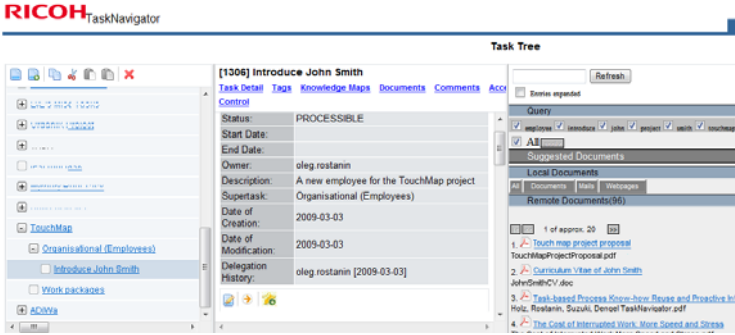 RICOH TaskNavigator
Task Tree
TouchMap
Organisational (Employees)
Introduce John Smith
Work packages
ADiWa
[1306] Introduce John Smith
Task Detail Tags Knowledge Maps Documents Comments Acce
Control
Status: PROCESSIBLE
Start Date:
End Date:
Owner: oleg.rostanin
Description: A new employee for the TouchMap project
Supertask: Organisational (Employees)
Date of
Creation: 2009-03-03
Date of
Modification: 2009-03-03
Delegation
History: oleg.rostanin [2009-03-03]
Refresh
Entries expanded
Query
employee introduce john project smith touchmap
All
Suggested Documents
Local Documents
All Documents Mails Webpages
Remote Documents(96)
1 of approx. 20 >>
1. Touch map project proposal
TouchMapProjectProposal.pdf
2. Curriculum Vitae of John Smith
JohnSmithCV.doc
3. Task-based Process Know-how Reuse and Proactive In
Holz, Rostanin, Suzuki, Dengel TaskNavigator.pdf
4. The Cost of Interrupted Work: More Speed and Stress